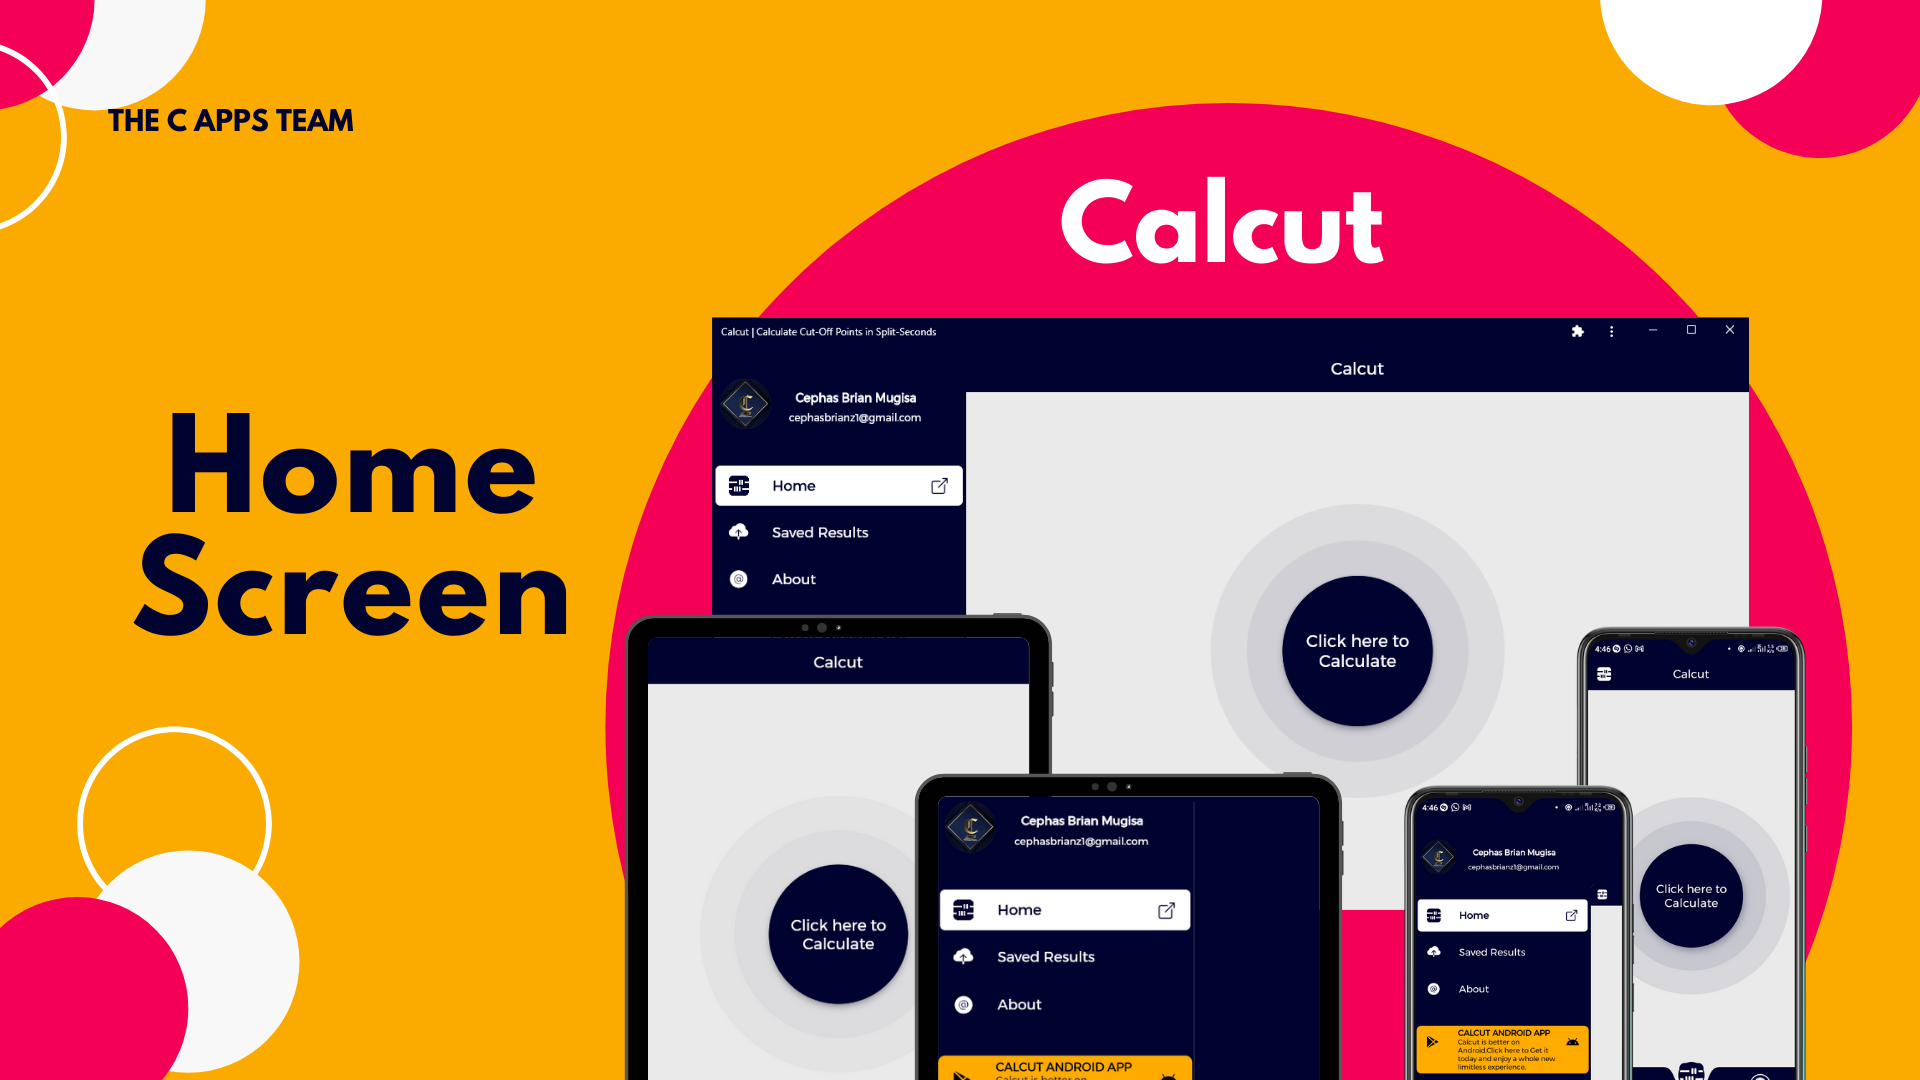 THE C APPS TEAM
Calcut
Home
Screen
Calcut | Calculate Cut-Off Points in Split-Seconds
Calcut
Cephas Brian Mugisa
cephasbrianz1@gmail.com
Home
Saved Results
About
Click here to
Calculate
Calcut
Click here to
Calculate
Cephas Brian Mugisa
cephasbrianz1@gmail.com
Home
Saved Results
About
CALCUT ANDROID APP
Calcut is better on
4:46
Cephas Brian Mugisa
cephasbrianz1@gmail.com
Home
Saved Results
About
CALCUT ANDROID APP
Calcut is better on
Android.Click here to Get it
today and enjoy a whole new
limitless experience.
4:46
Calcut
Click here to
Calculate